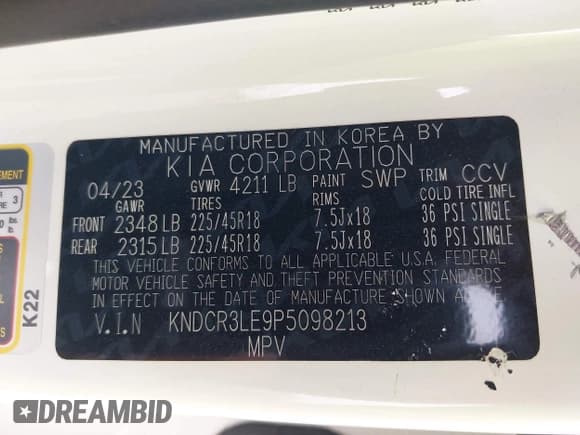 MANUFACTURED IN KOREA BY
KIA CORPORATION
04/23 GVWR 4211 LB PAINT SWP TRIM CCV
GAWR TIRES RIMS COLD TIRE INFL
FRONT 2348 LB 225/45R18 7.5Jx18 36 PSI SINGLE
REAR 2315 LB 225/45R18 7.5Jx18 36 PSI SINGLE
THIS VEHICLE CONFORMS TO ALL APPLICABLE U.S.A. FEDERAL
MOTOR VEHICLE SAFETY AND THEFT PREVENTION STANDARDS
IN EFFECT ON THE DATE OF MANUFACTURE SHOWN ABOVE.
V.I.N KNDCR3LE9P5098213
MPV
K22
3
DREAMBID